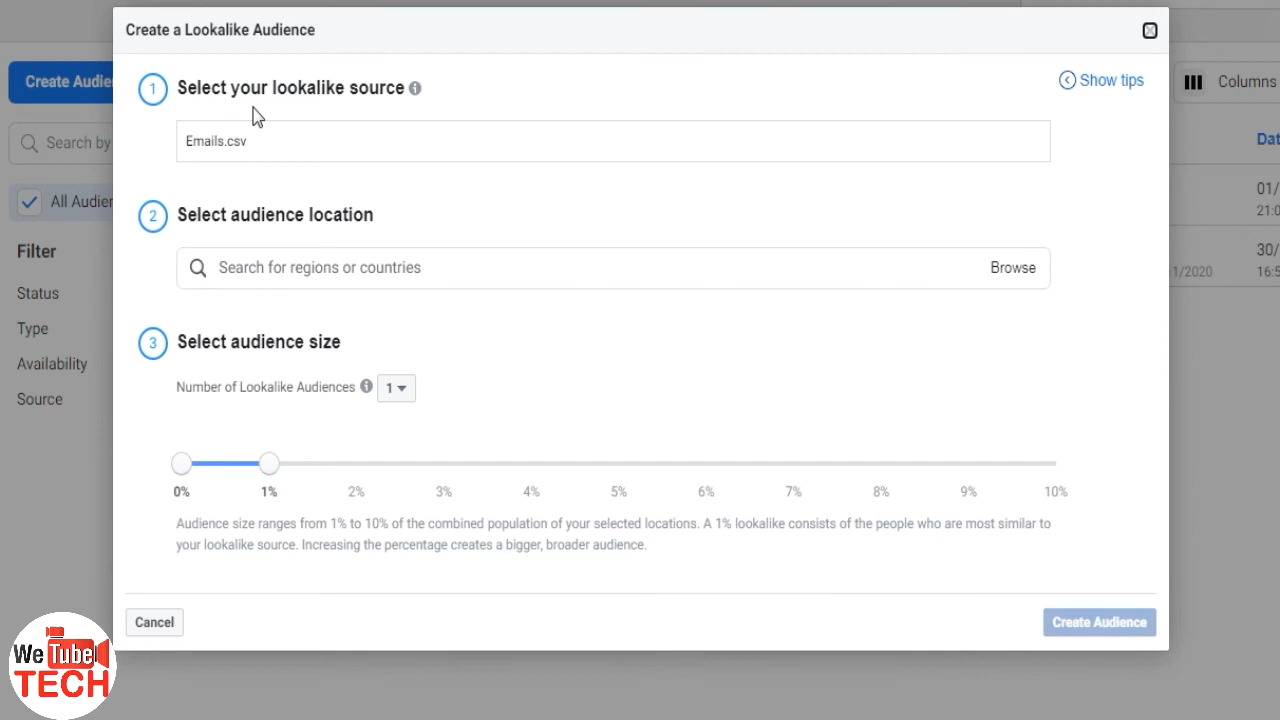 Create a Lookalike Audience
Create Audie
1
Select your lookalike source
Show tips
Columns
Emails.csv
Search by
Dat
All Audien
01/
21:0
2
Select audience location
Filter
Search for regions or countries
Browse
30/
1/2020
16:5
Status
Type
3
Select audience size
Availability
Number of Lookalike Audiences
1
Source
0%
1%
2%
3%
4%
5%
6%
7%
8%
9%
10%
Audience size ranges from 1% to 10% of the combined population of your selected locations. A 1% lookalike consists of the people who are most similar to
your lookalike source. Increasing the percentage creates a bigger, broader audience.
Cancel
Create Audience
We Tubel
TECH